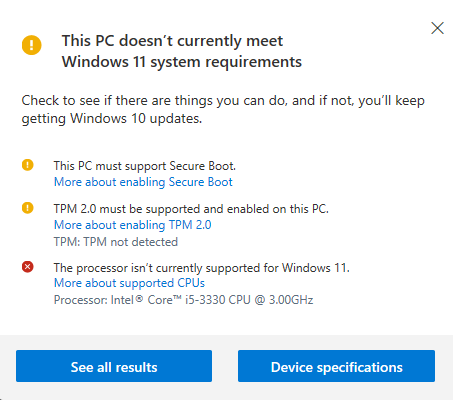 This PC doesn't currently meet
Windows 11 system requirements
Check to see if there are things you can do, and if not, you'll keep
getting Windows 10 updates.
This PC must support Secure Boot.
More about enabling Secure Boot
TPM 2.0 must be supported and enabled on this PC.
More about enabling TPM 2.0
TPM: TPM not detected
The processor isn't currently supported for Windows 11.
More about supported CPUs
Processor: Intel® Core™ i5-3330 CPU @ 3.00GHz
See all results
Device specifications